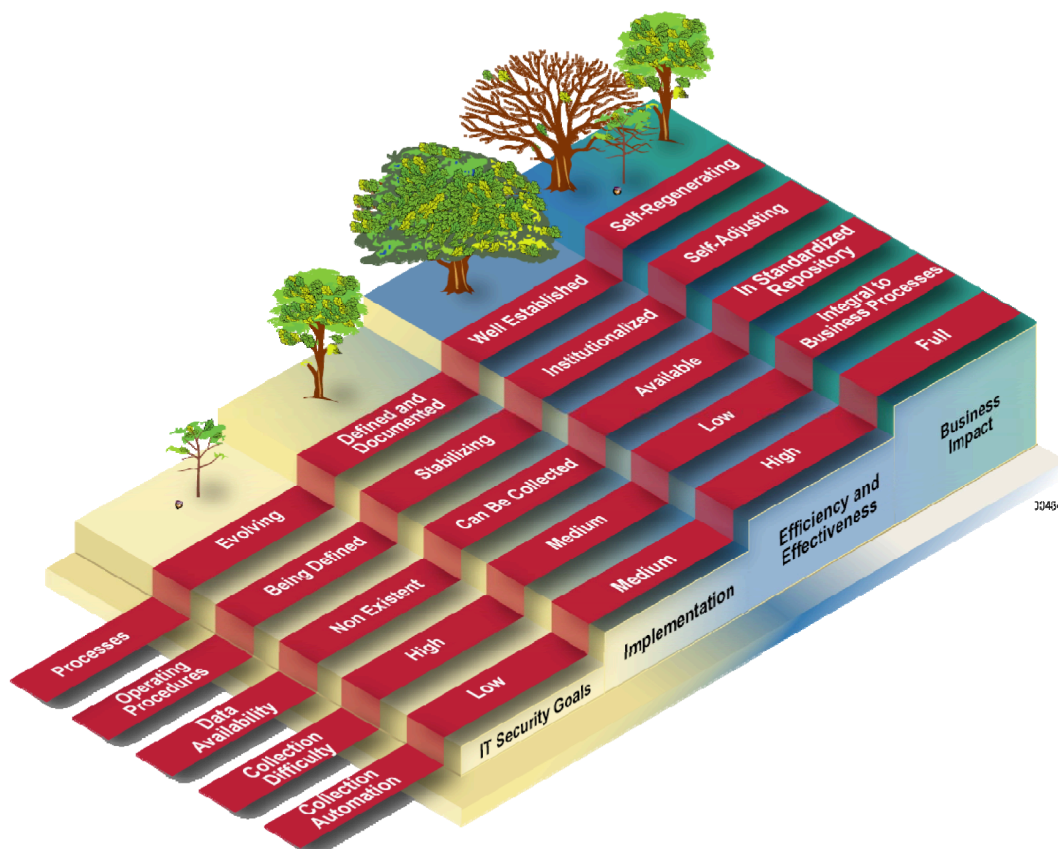 Processes
Evolving
Defined and
Documented
Well Established
Self-Regenerating
Operating
Procedures
Being Defined
Stabilizing
Institutionalized
Self-Adjusting
Data
Availability
Non Existent
Can Be Collected
Available
In Standardized
Repository
Collection
Difficulty
High
Medium
Low
Integral to
Business Processes
Collection
Automation
Low
Medium
High
Full
IT Security Goals
Implementation
Efficiency and
Effectiveness
Business
Impact